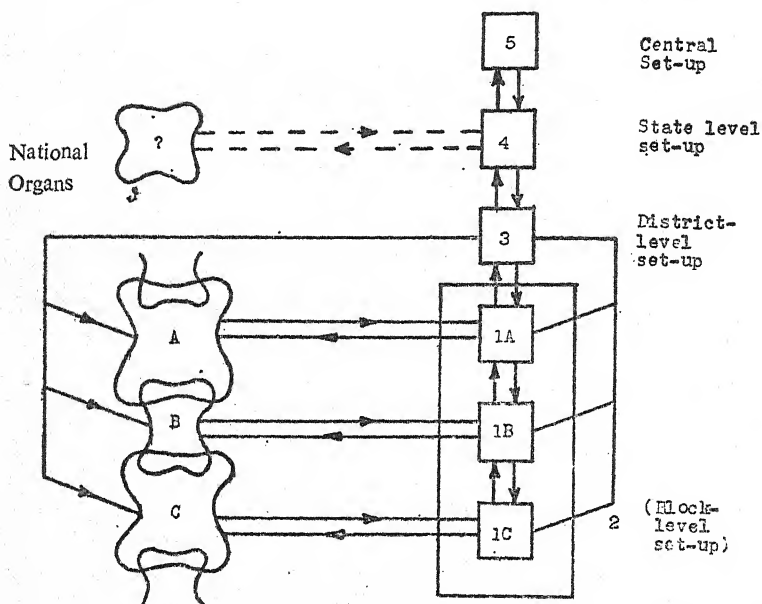 5
Central
Set-up
?
National
Organs
4
State level
set-up
3
District-
level
set-up
A
1A
B
1B
C
1C
2
(Block-
level
set-up)